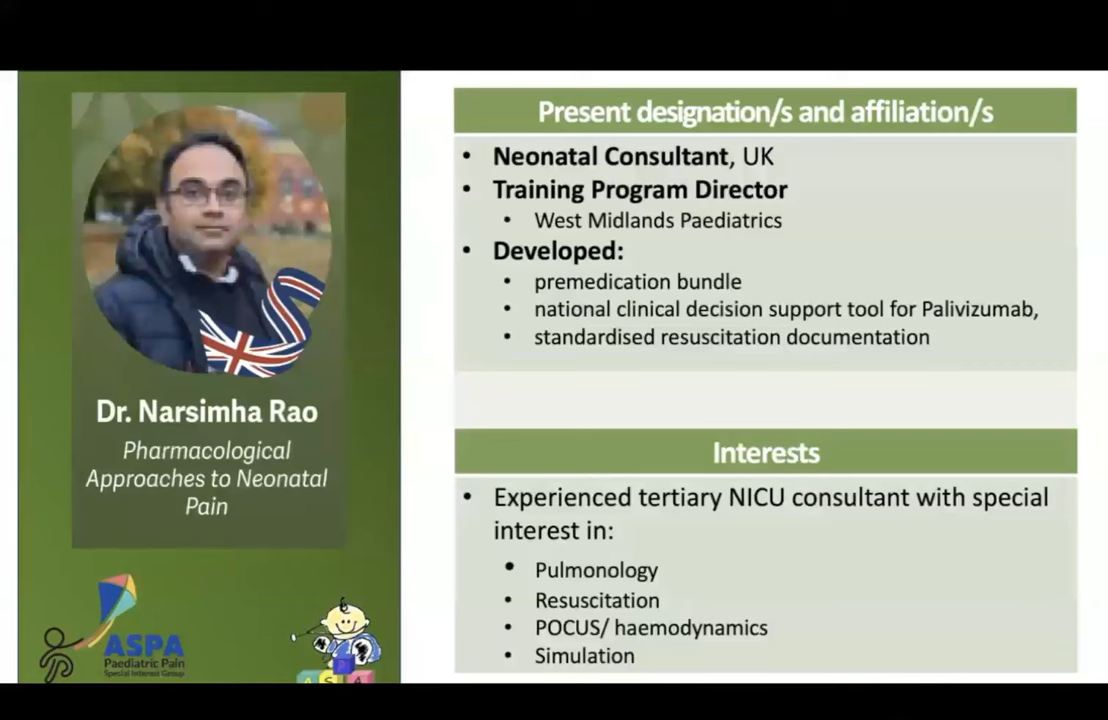 Dr. Narsimha Rao
Pharmacological
Approaches to Neonatal
Pain
ASPA
Paediatric Pain
Special Interest Group
Present designation/s and affiliation/s
• Neonatal Consultant, UK
• Training Program Director
• West Midlands Paediatrics
• Developed:
• premedication bundle
• national clinical decision support tool for Palivizumab,
• standardised resuscitation documentation
Interests
• Experienced tertiary NICU consultant with special
interest in:
• Pulmonology
• Resuscitation
• POCUS/ haemodynamics
• Simulation